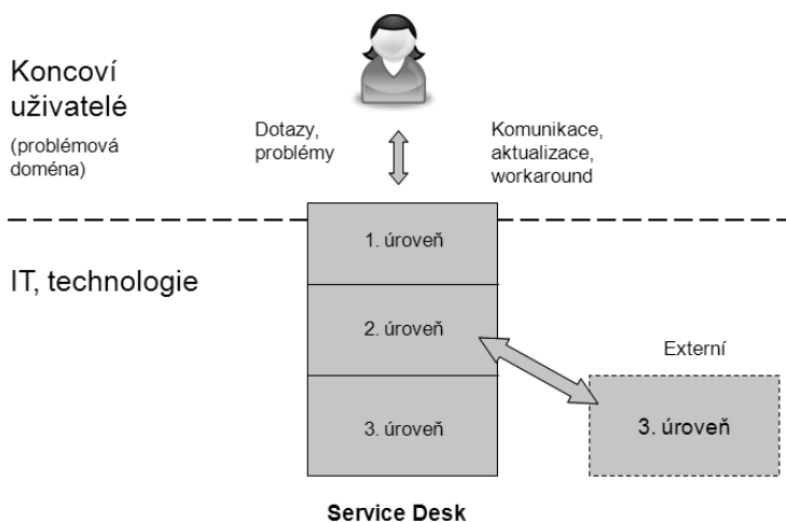 Koncoví
uživatelé
(problémová
doména)
Dotazy,
problémy
Komunikace,
aktualizace,
workaround
1. úroveň
IT, technologie
2. úroveň
Externí
3. úroveň
3. úroveň
Service Desk